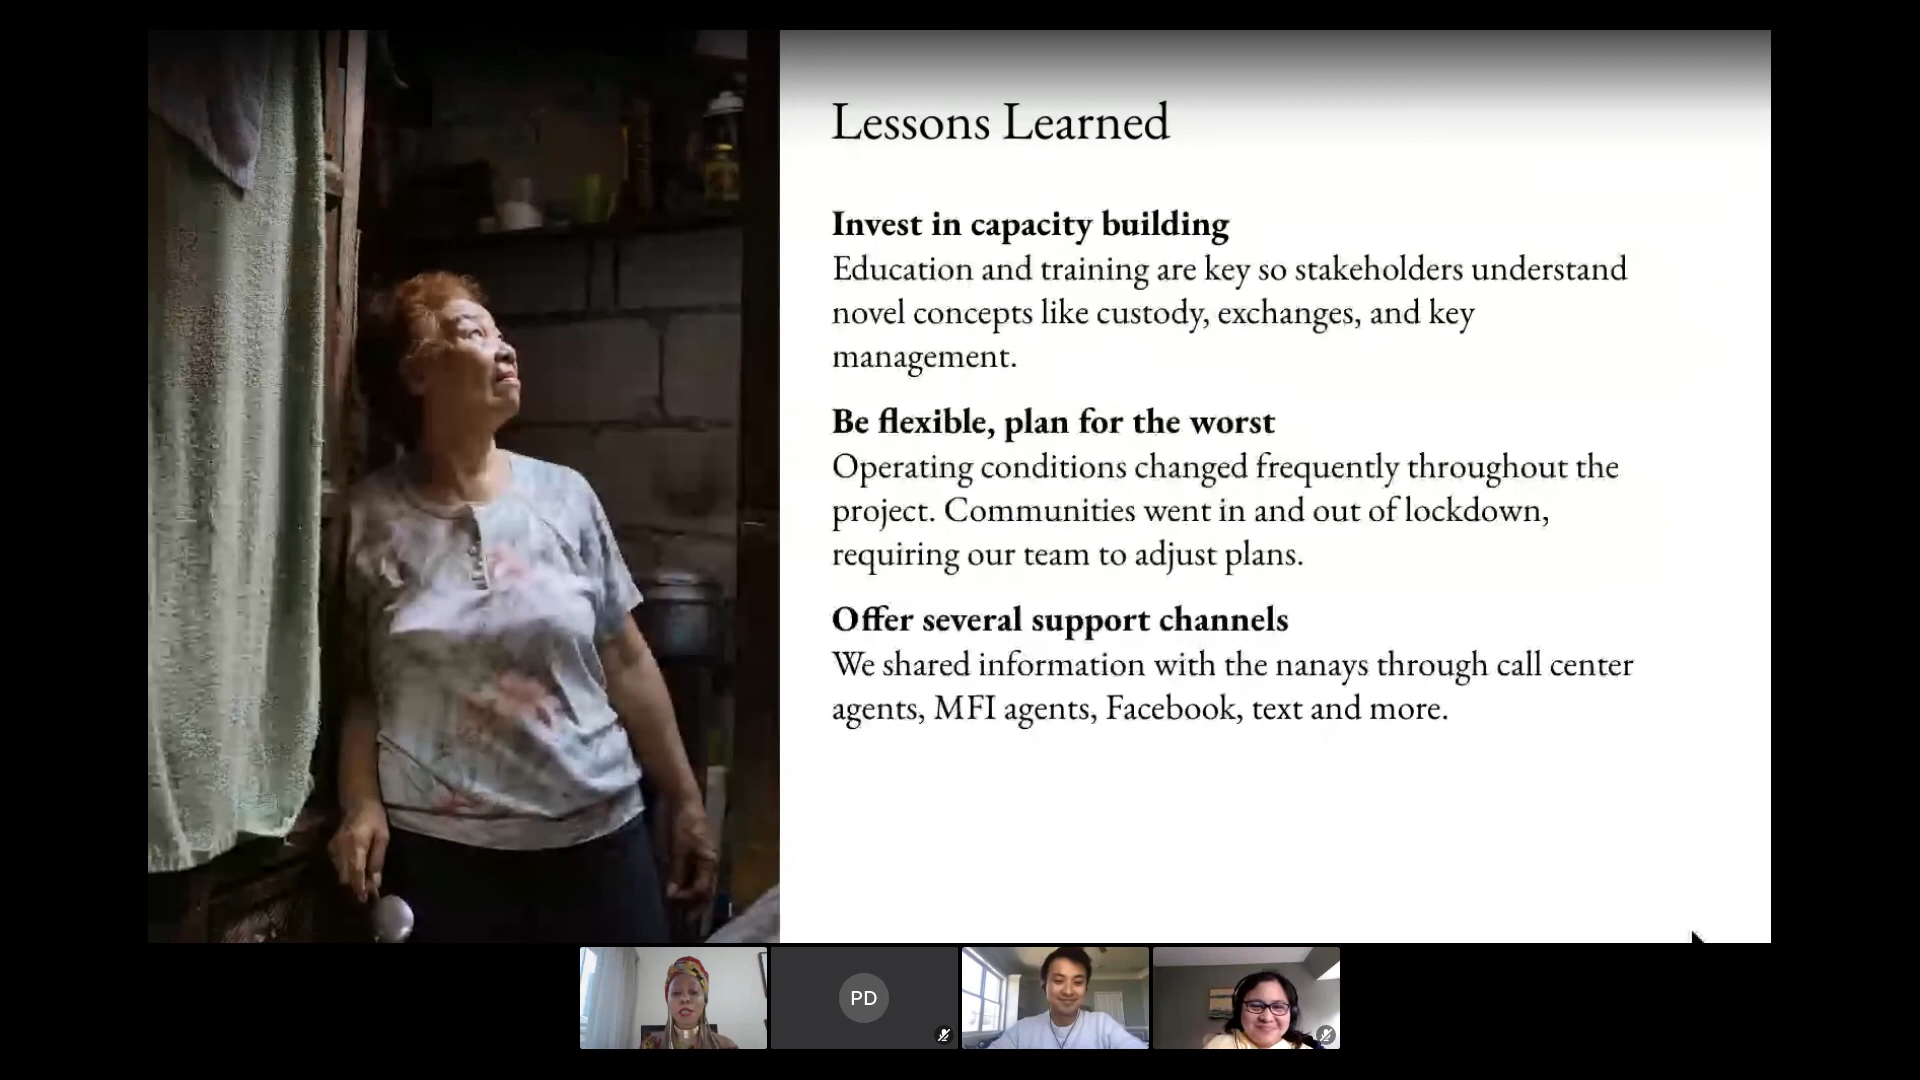 Lessons Learned
Invest in capacity building
Education and training are key so stakeholders understand
novel concepts like custody, exchanges, and key
management.
Be flexible, plan for the worst
Operating conditions changed frequently throughout the
project. Communities went in and out of lockdown,
requiring our team to adjust plans.
Offer several support channels
We shared information with the nanays through call center
agents, MFI agents, Facebook, text and more.
PD